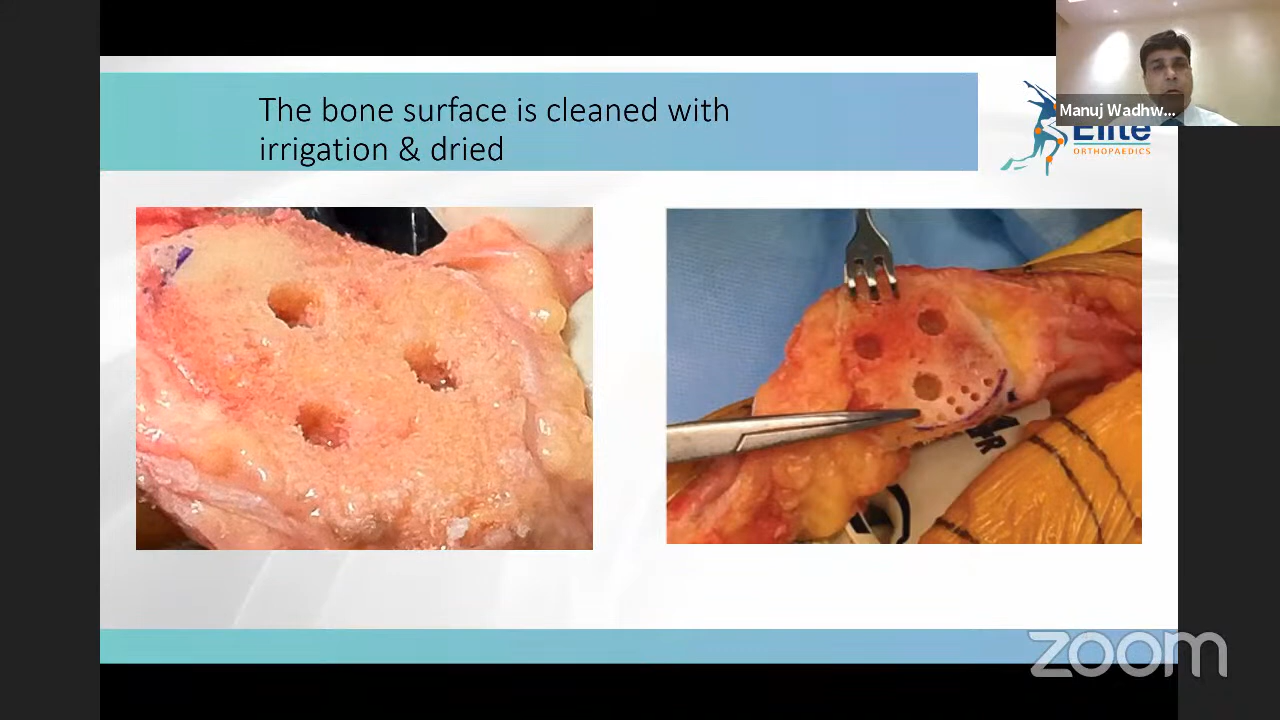 The bone surface is cleaned with
irrigation & dried
Manuj Wadhw...
Elite
ORTHOPAEDICS
zoom